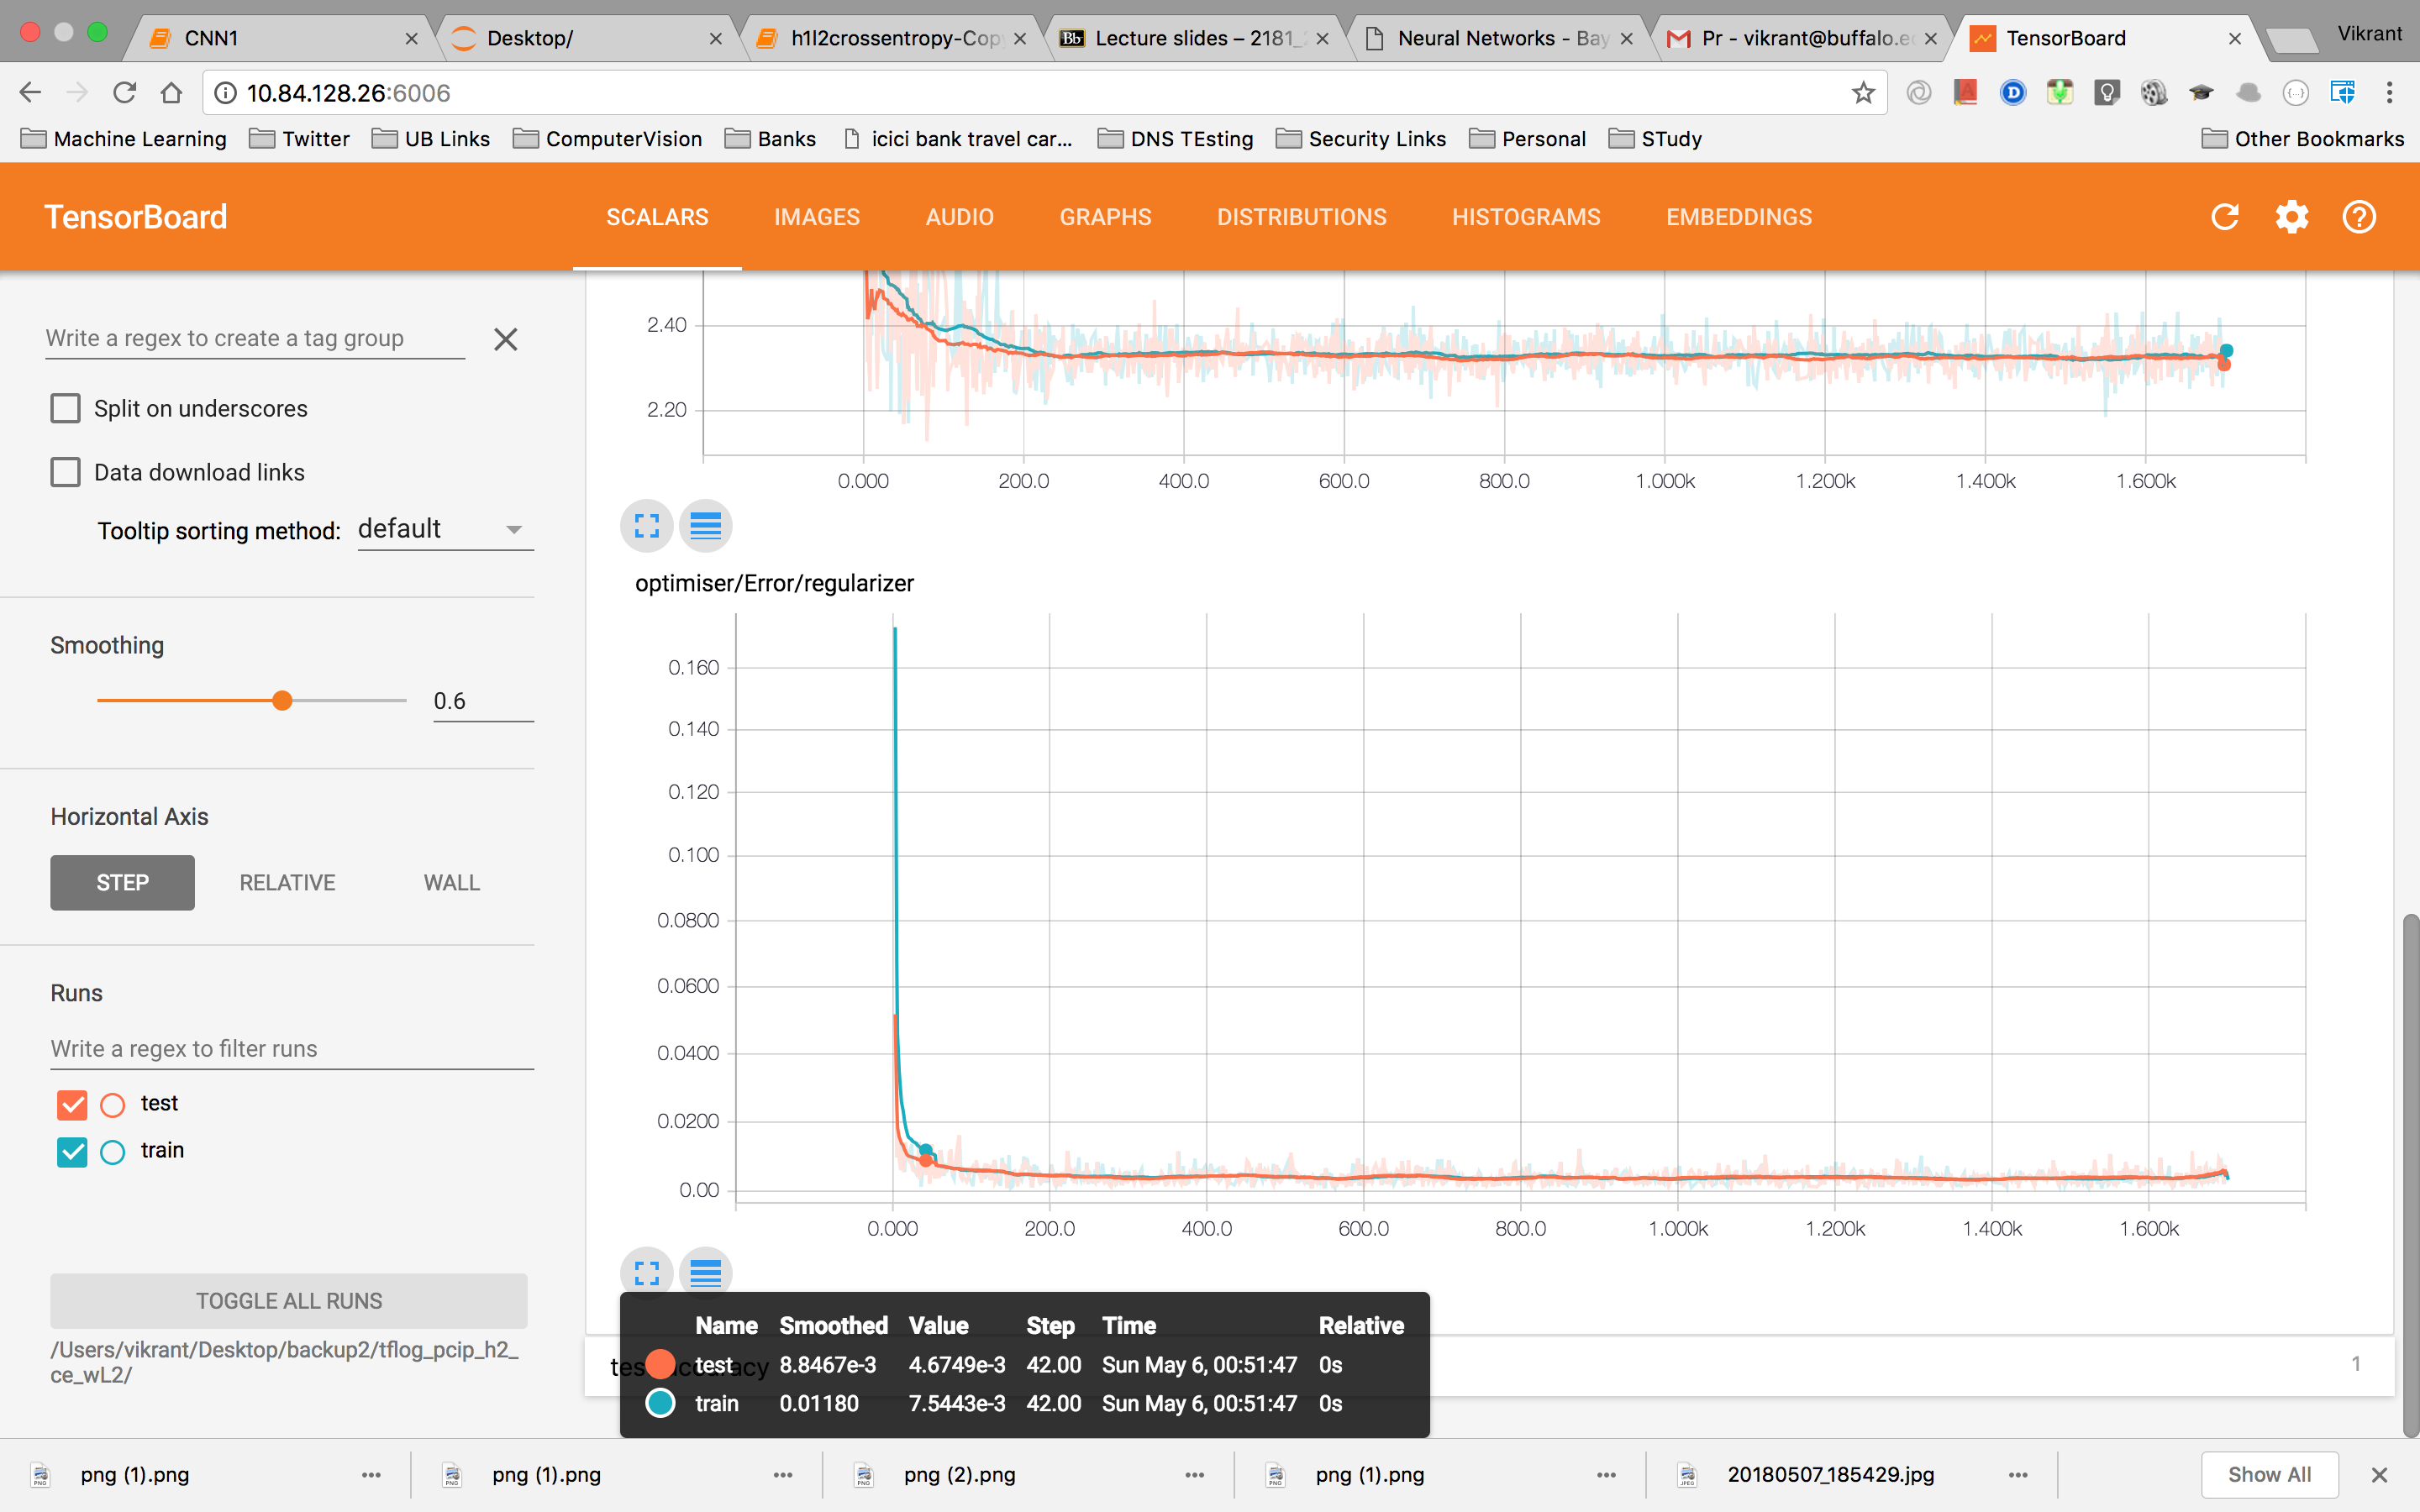 CNN1
Desktop/
h1l2crossentropy-Cop
Lecture slides – 2181_
Neural Networks - Bay
Pr - vikrant@buffalo.e
TensorBoard
Vikrant
10.84.128.26:6006
Machine Learning
Twitter
UB Links
ComputerVision
Banks
icici bank travel car...
DNS TEsting
Security Links
Personal
STudy
Other Bookmarks
TensorBoard
SCALARS
IMAGES
AUDIO
GRAPHS
DISTRIBUTIONS
HISTOGRAMS
EMBEDDINGS
Write a regex to create a tag group
Split on underscores
Data download links
Tooltip sorting method: default
Smoothing
0.6
Horizontal Axis
STEP
RELATIVE
WALL
Runs
Write a regex to filter runs
test
train
TOGGLE ALL RUNS
/Users/vikrant/Desktop/backup2/tflog_pcip_h2_
ce_wL2/
2.40
2.20
0.000 200.0 400.0 600.0 800.0 1.000k 1.200k 1.400k 1.600k
optimiser/Error/regularizer
0.160
0.140
0.120
0.100
0.0800
0.0600
0.0400
0.0200
0.00
0.000 200.0 400.0 600.0 800.0 1.000k 1.200k 1.400k 1.600k
Name Smoothed Value Step Time Relative
test 8.8467e-3 4.6749e-3 42.00 Sun May 6, 00:51:47 0s
train 0.01180 7.5443e-3 42.00 Sun May 6, 00:51:47 0s
1
png (1).png
png (1).png
png (2).png
png (1).png
20180507_185429.jpg
Show All